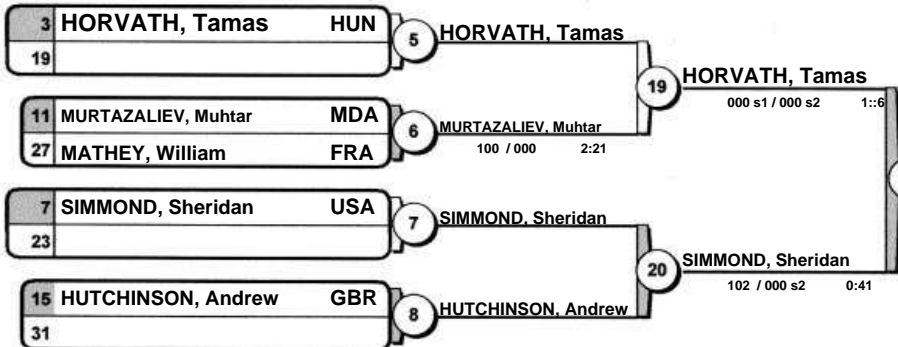 3 HORVATH, Tamas HUN
19
5
HORVATH, Tamas
11 MURTAZALIEV, Muhtar MDA
27 MATHEY, William FRA
6
MURTAZALIEV, Muhtar
100 / 000 2:21
19
HORVATH, Tamas
000 s1 / 000 s2 1::6
7 SIMMOND, Sheridan USA
23
7
SIMMOND, Sheridan
15 HUTCHINSON, Andrew GBR
31
8
HUTCHINSON, Andrew
20
SIMMOND, Sheridan
102 / 000 s2 0:41